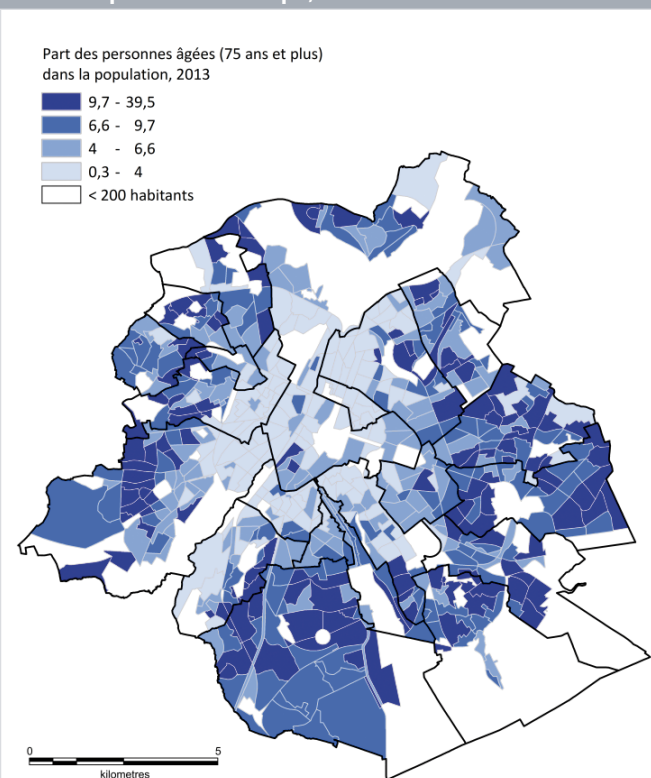 Part des personnes âgées (75 ans et plus)
dans la population, 2013
9,7 - 39,5
6,6 - 9,7
4 - 6,6
0,3 - 4
< 200 habitants
0 5
kilometres